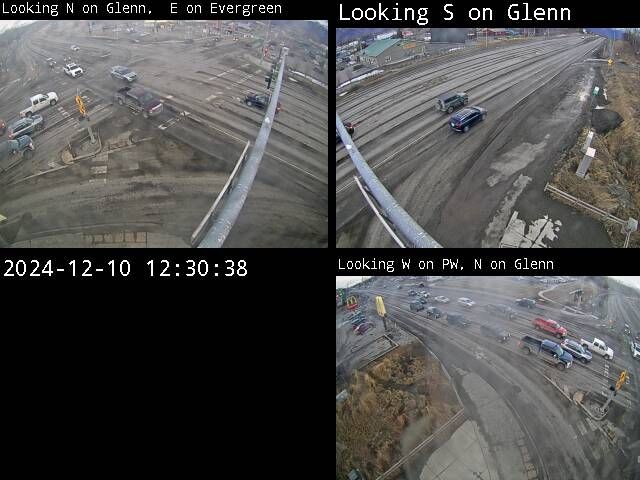 Looking N on Glenn,  E on Evergreen
Looking S on Glenn
2024-12-10 12:30:38
Looking W on PW, N on Glenn